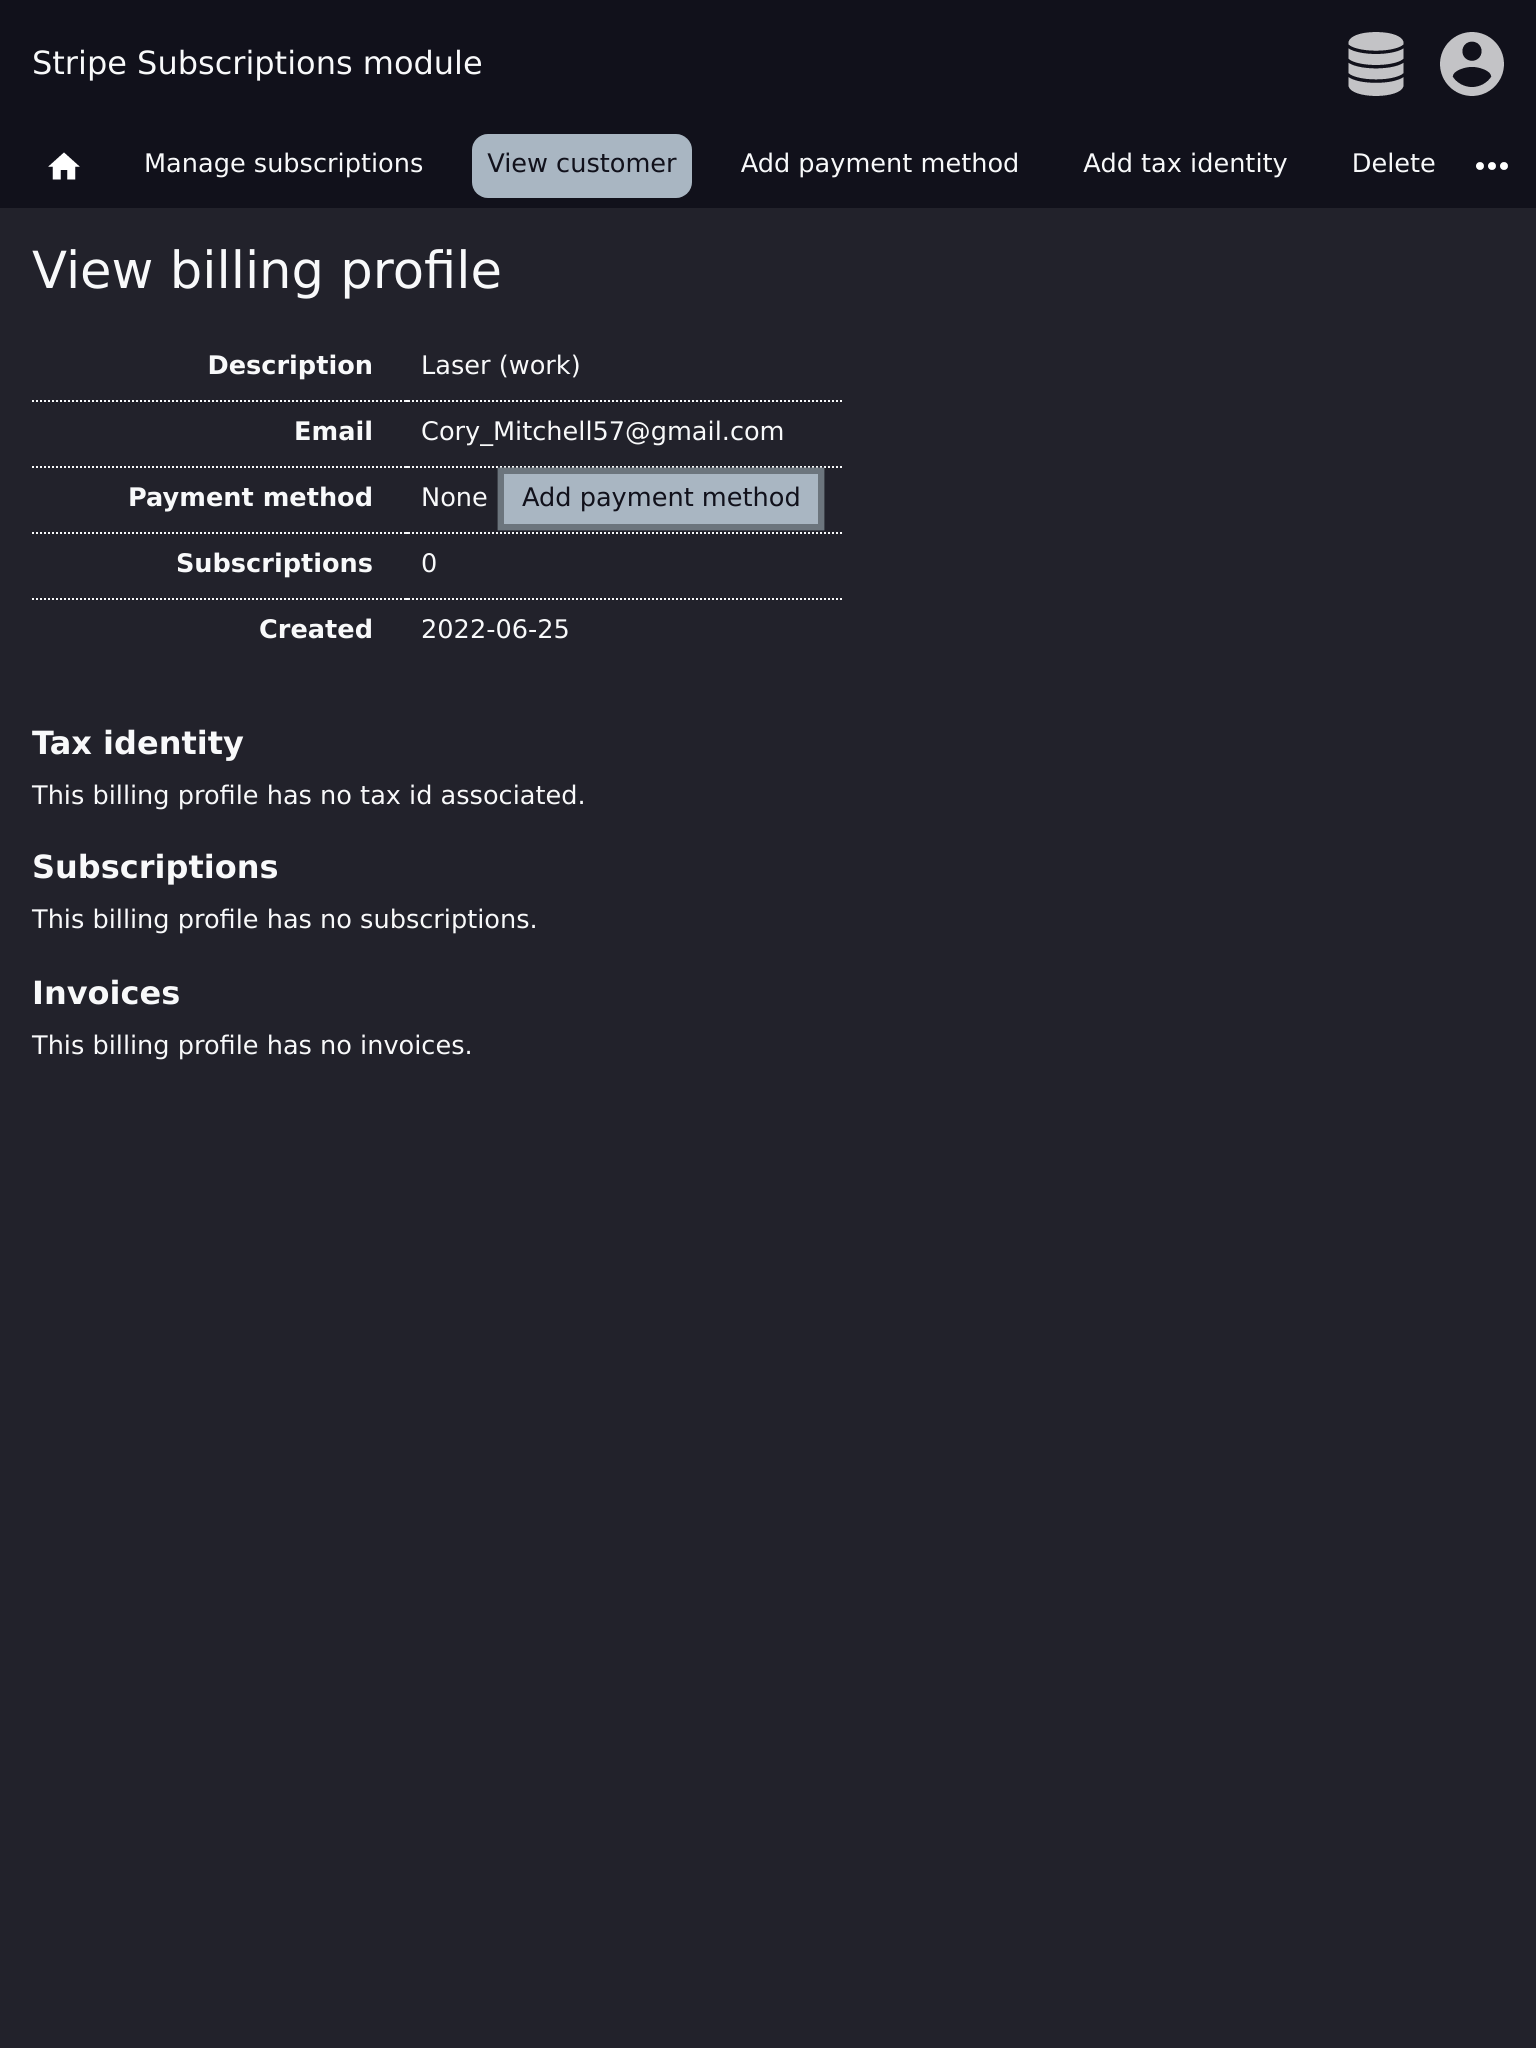 Stripe Subscriptions module
Manage subscriptions View customer Add payment method Add tax identity Delete
View billing profile
Description Laser (work)
Email Cory_Mitchell57@gmail.com
Payment method None Add payment method
Subscriptions 0
Created 2022-06-25
Tax identity
This billing profile has no tax id associated.
Subscriptions
This billing profile has no subscriptions.
Invoices
This billing profile has no invoices.